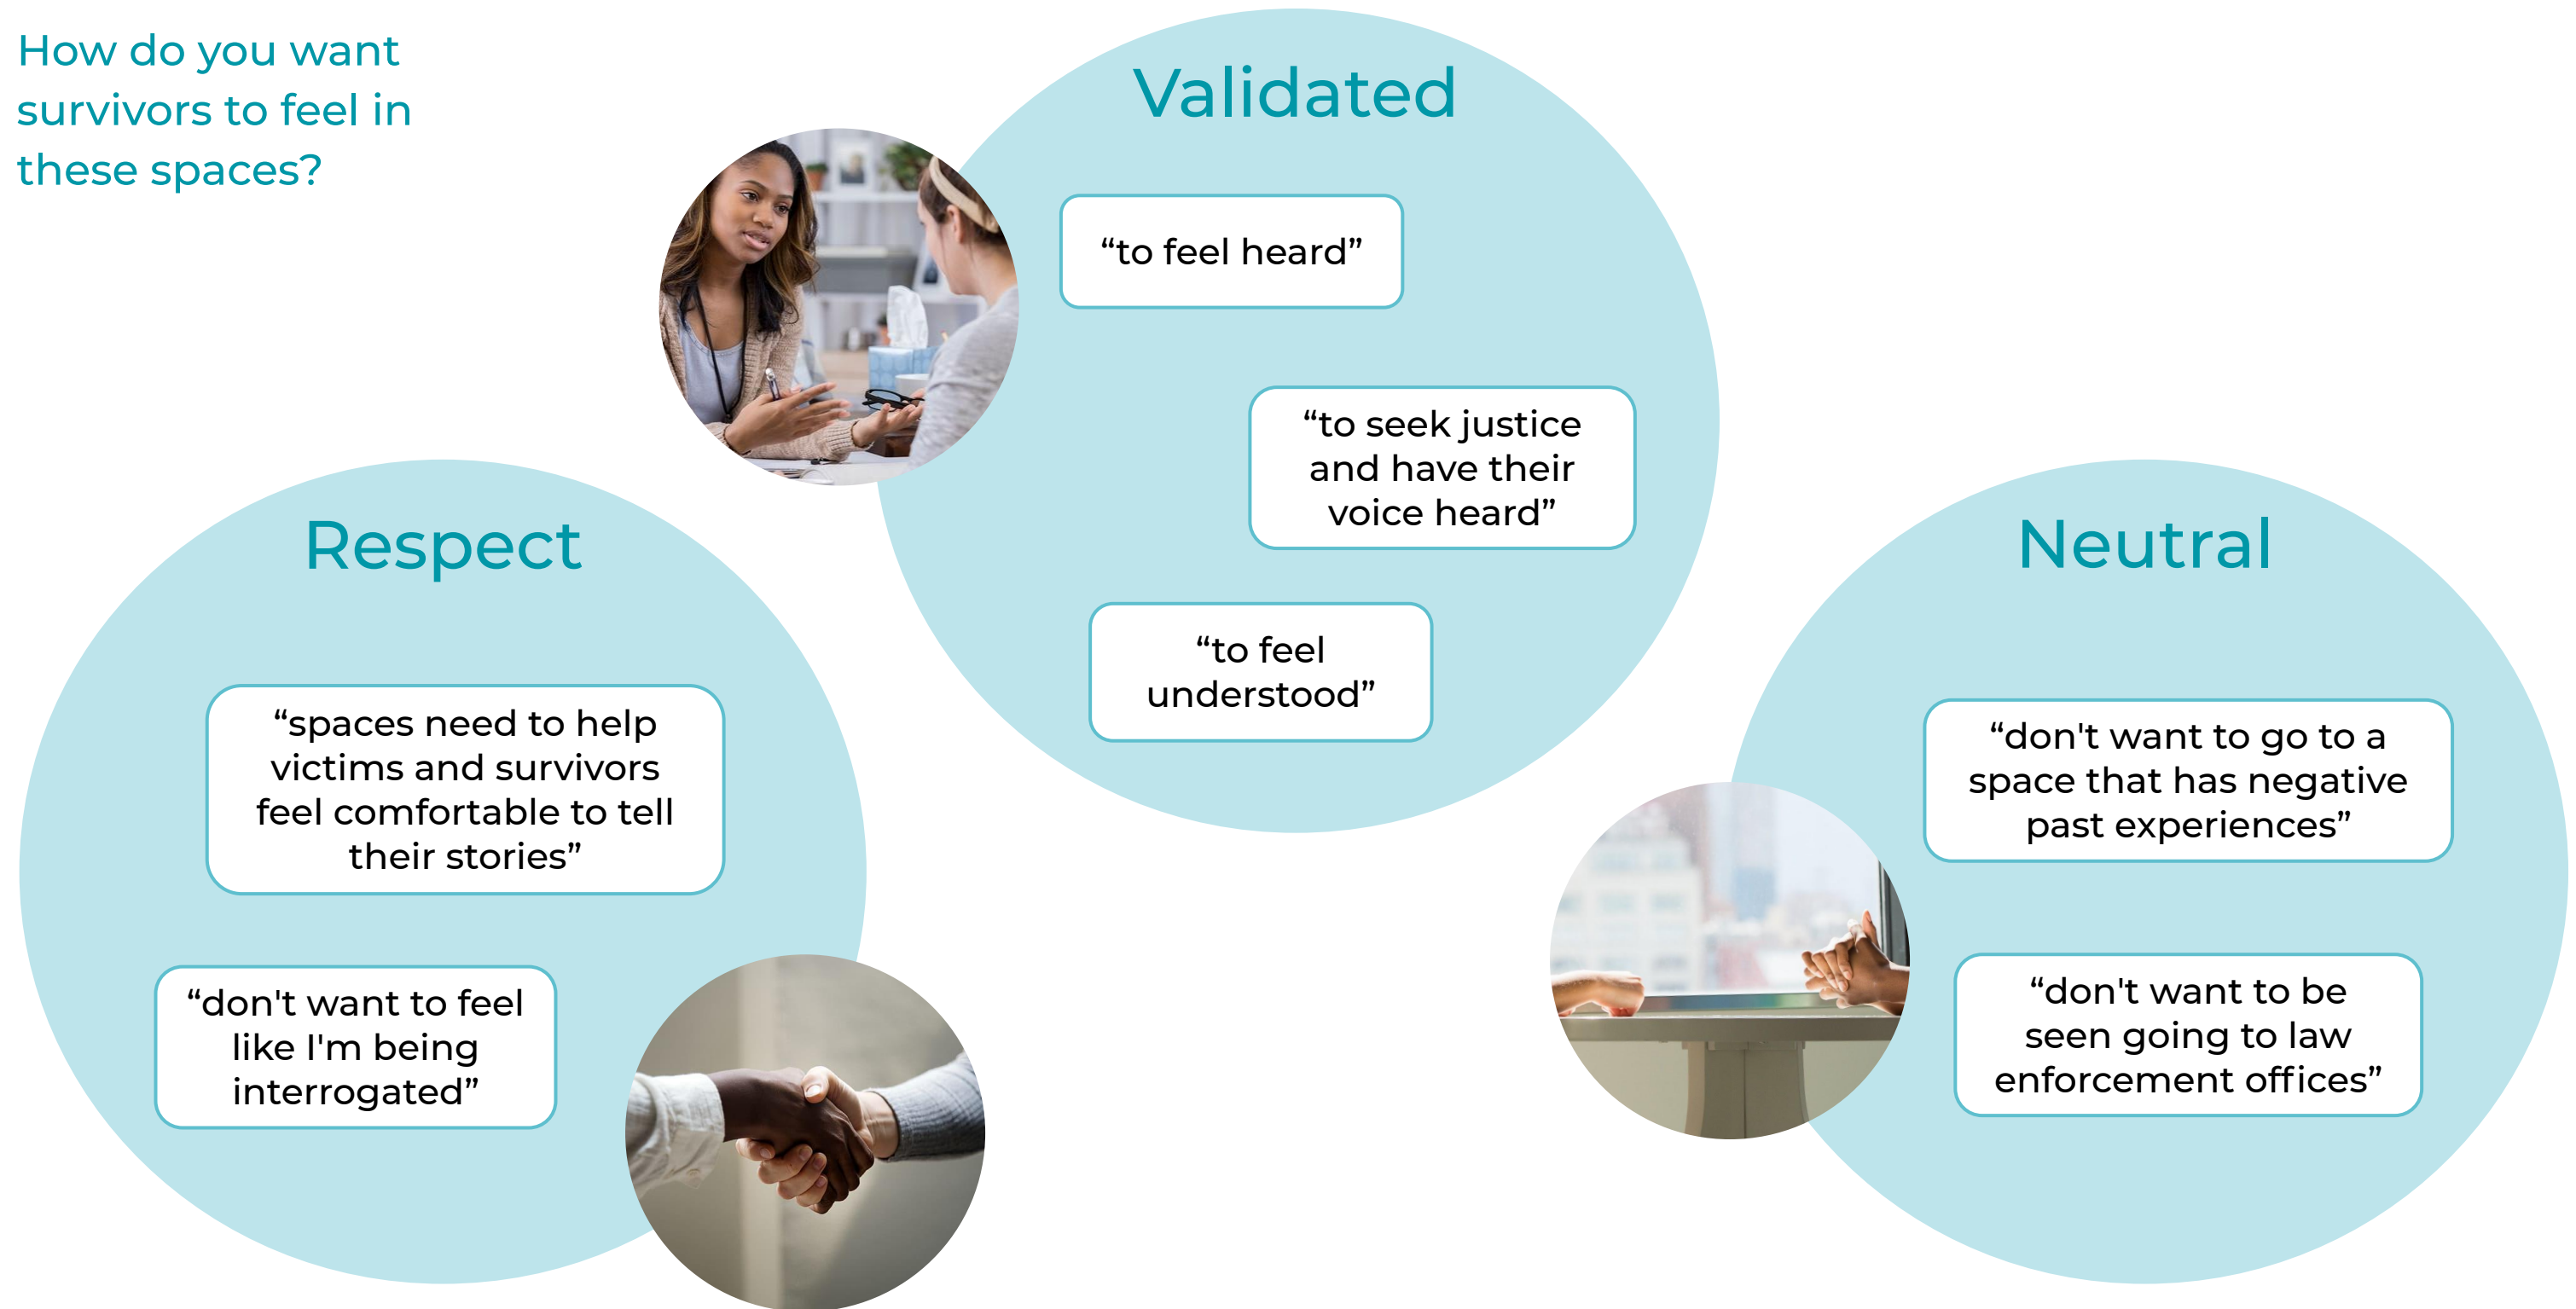 How do you want
survivors to feel in
these spaces?
Validated
“to feel heard”
“to seek justice
and have their
voice heard”
“to feel
understood”
Respect
“spaces need to help
victims and survivors
feel comfortable to tell
their stories”
“don't want to feel
like I'm being
interrogated”
Neutral
“don't want to go to a
space that has negative
past experiences”
“don't want to be
seen going to law
enforcement offices”